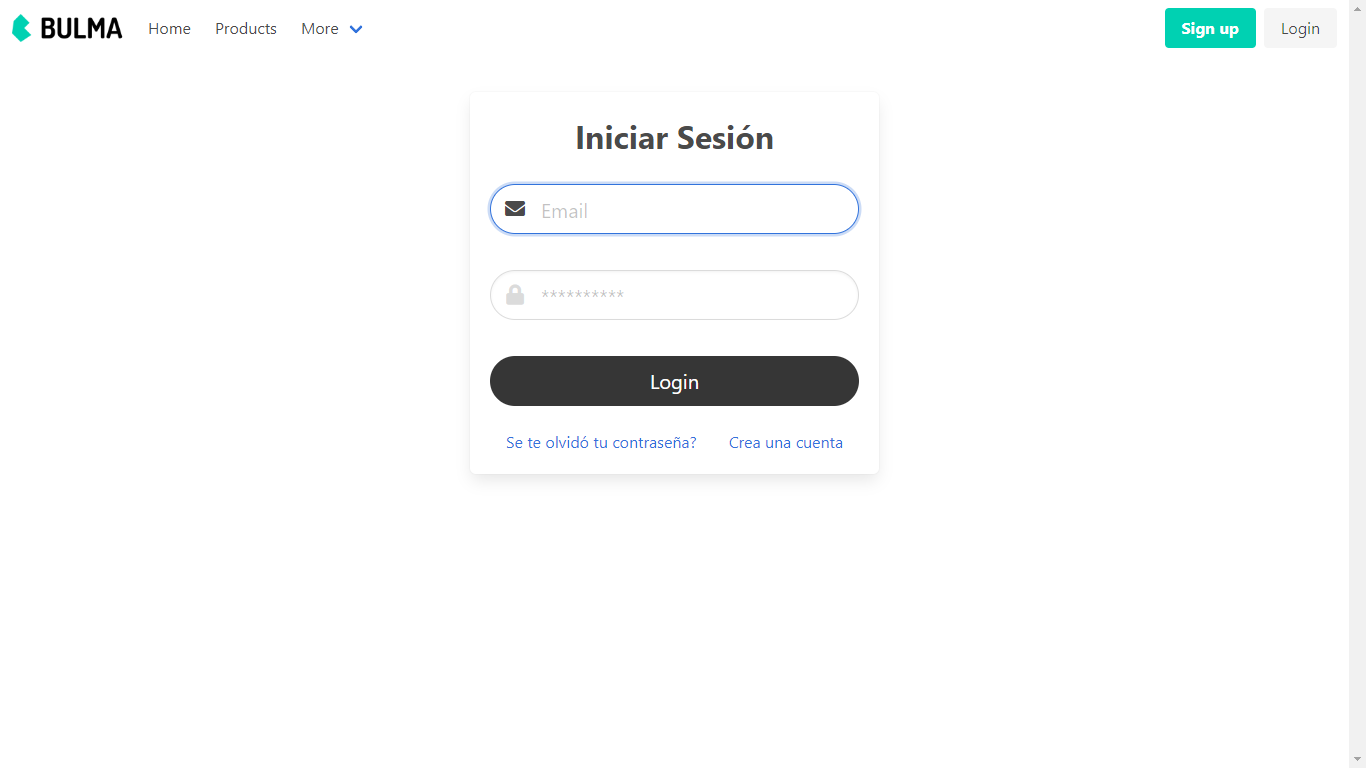 BULMA Home Products More Sign up Login
Iniciar Sesión
Email
**********
Login
Se te olvidó tu contraseña? Crea una cuenta